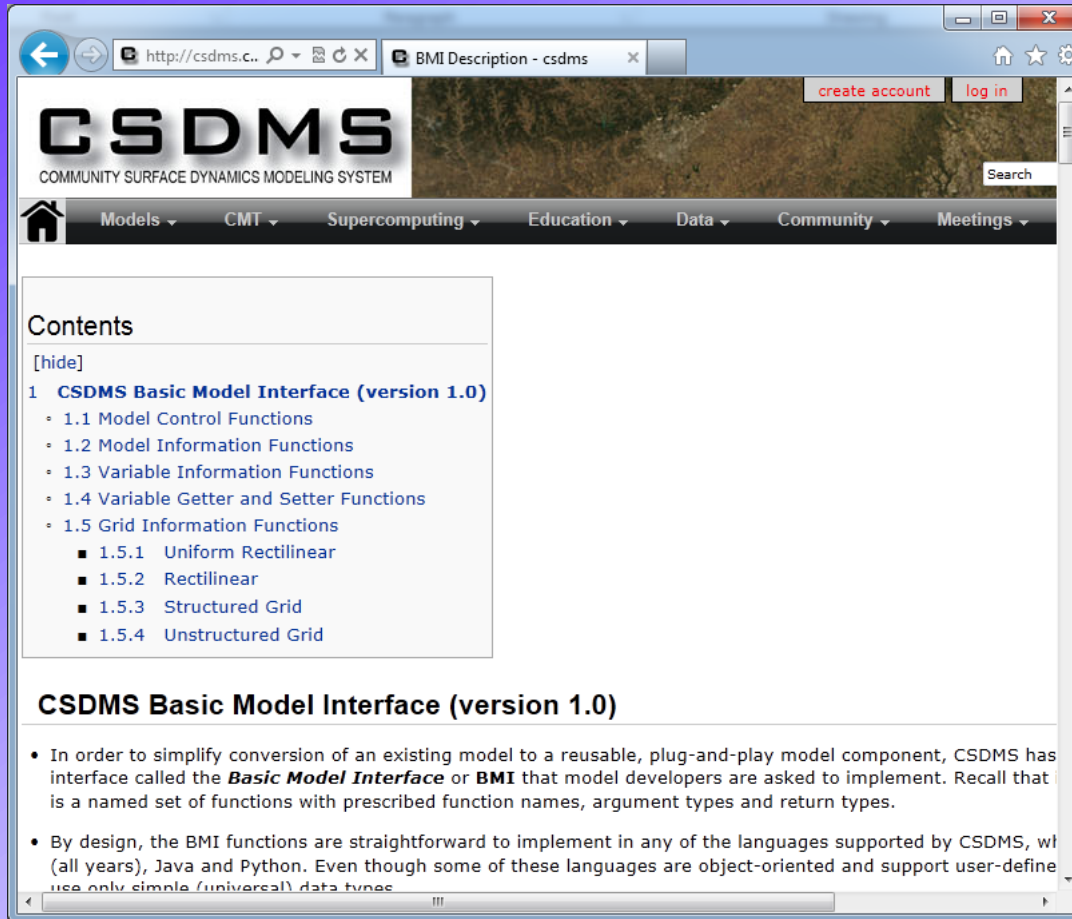 http://csdms.c..
BMI Description - csdms
create account
log in
CSDMS
COMMUNITY SURFACE DYNAMICS MODELING SYSTEM
Search
Models CMT Supercomputing Education Data Community Meetings
Contents
[hide]
1 CSDMS Basic Model Interface (version 1.0)
1.1 Model Control Functions
1.2 Model Information Functions
1.3 Variable Information Functions
1.4 Variable Getter and Setter Functions
1.5 Grid Information Functions
1.5.1 Uniform Rectilinear
1.5.2 Rectilinear
1.5.3 Structured Grid
1.5.4 Unstructured Grid
CSDMS Basic Model Interface (version 1.0)
• In order to simplify conversion of an existing model to a reusable, plug-and-play model component, CSDMS has
interface called the Basic Model Interface or BMI that model developers are asked to implement. Recall that
is a named set of functions with prescribed function names, argument types and return types.
• By design, the BMI functions are straightforward to implement in any of the languages supported by CSDMS, wh
(all years), Java and Python. Even though some of these languages are object-oriented and support user-define
use only simple (universal) data types